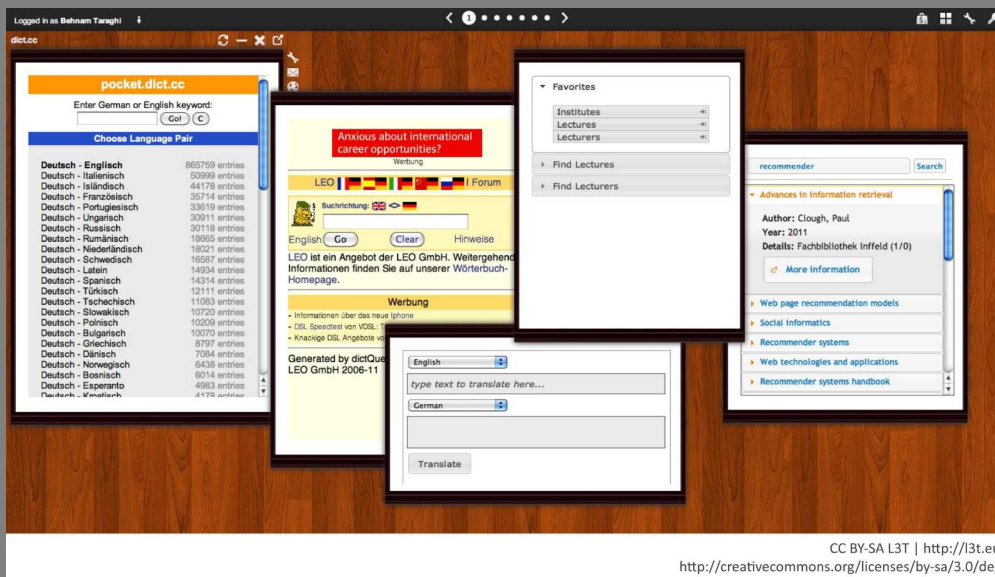 Logged in as Behnam Taraghi
1
dict.cc
pocket.dict.cc
Enter German or English keyword:
Go! C
Choose Language Pair
Deutsch - Englisch 865759 entries
Deutsch - Italienisch 50999 entries
Deutsch - Isländisch 44178 entries
Deutsch - Französisch 35714 entries
Deutsch - Portugiesisch 33619 entries
Deutsch - Ungarisch 30911 entries
Deutsch - Russisch 30118 entries
Deutsch - Rumänisch 18665 entries
Deutsch - Niederländisch 18021 entries
Deutsch - Schwedisch 16587 entries
Deutsch - Latein 14934 entries
Deutsch - Spanisch 14314 entries
Deutsch - Türkisch 12111 entries
Deutsch - Tschechisch 11083 entries
Deutsch - Slowakisch 10720 entries
Deutsch - Polnisch 10209 entries
Deutsch - Bulgarisch 10070 entries
Deutsch - Griechisch 8797 entries
Deutsch - Dänisch 7084 entries
Deutsch - Norwegisch 6438 entries
Deutsch - Bosnisch 6014 entries
Deutsch - Esperanto 4983 entries
Deutsch - Kroatisch 4178 entries
Anxious about international
career opportunities?
Werbung
LEO | Forum
Suchrichtung: <>
English Go Clear Hinweise
LEO ist ein Angebot der LEO GmbH. Weitergehend
Informationen finden Sie auf unserer Wörterbuch-
Homepage.
Werbung
- Informationen über das neue Iphone
- DSL Speedtest von VDSL: T
- Knackige DSL Angebote vo
Generated by dictQue
LEO GmbH 2006-11
English
type text to translate here...
German
Translate
Favorites
Institutes
Lectures
Lecturers
Find Lectures
Find Lecturers
recommender Search
Advances in information retrieval
Author: Clough, Paul
Year: 2011
Details: Fachbibliothek Inffeld (1/0)
More information
Web page recommendation models
Social informatics
Recommender systems
Web technologies and applications
Recommender systems handbook
CC BY-SA L3T | http://l3t.eu
http://creativecommons.org/licenses/by-sa/3.0/de/